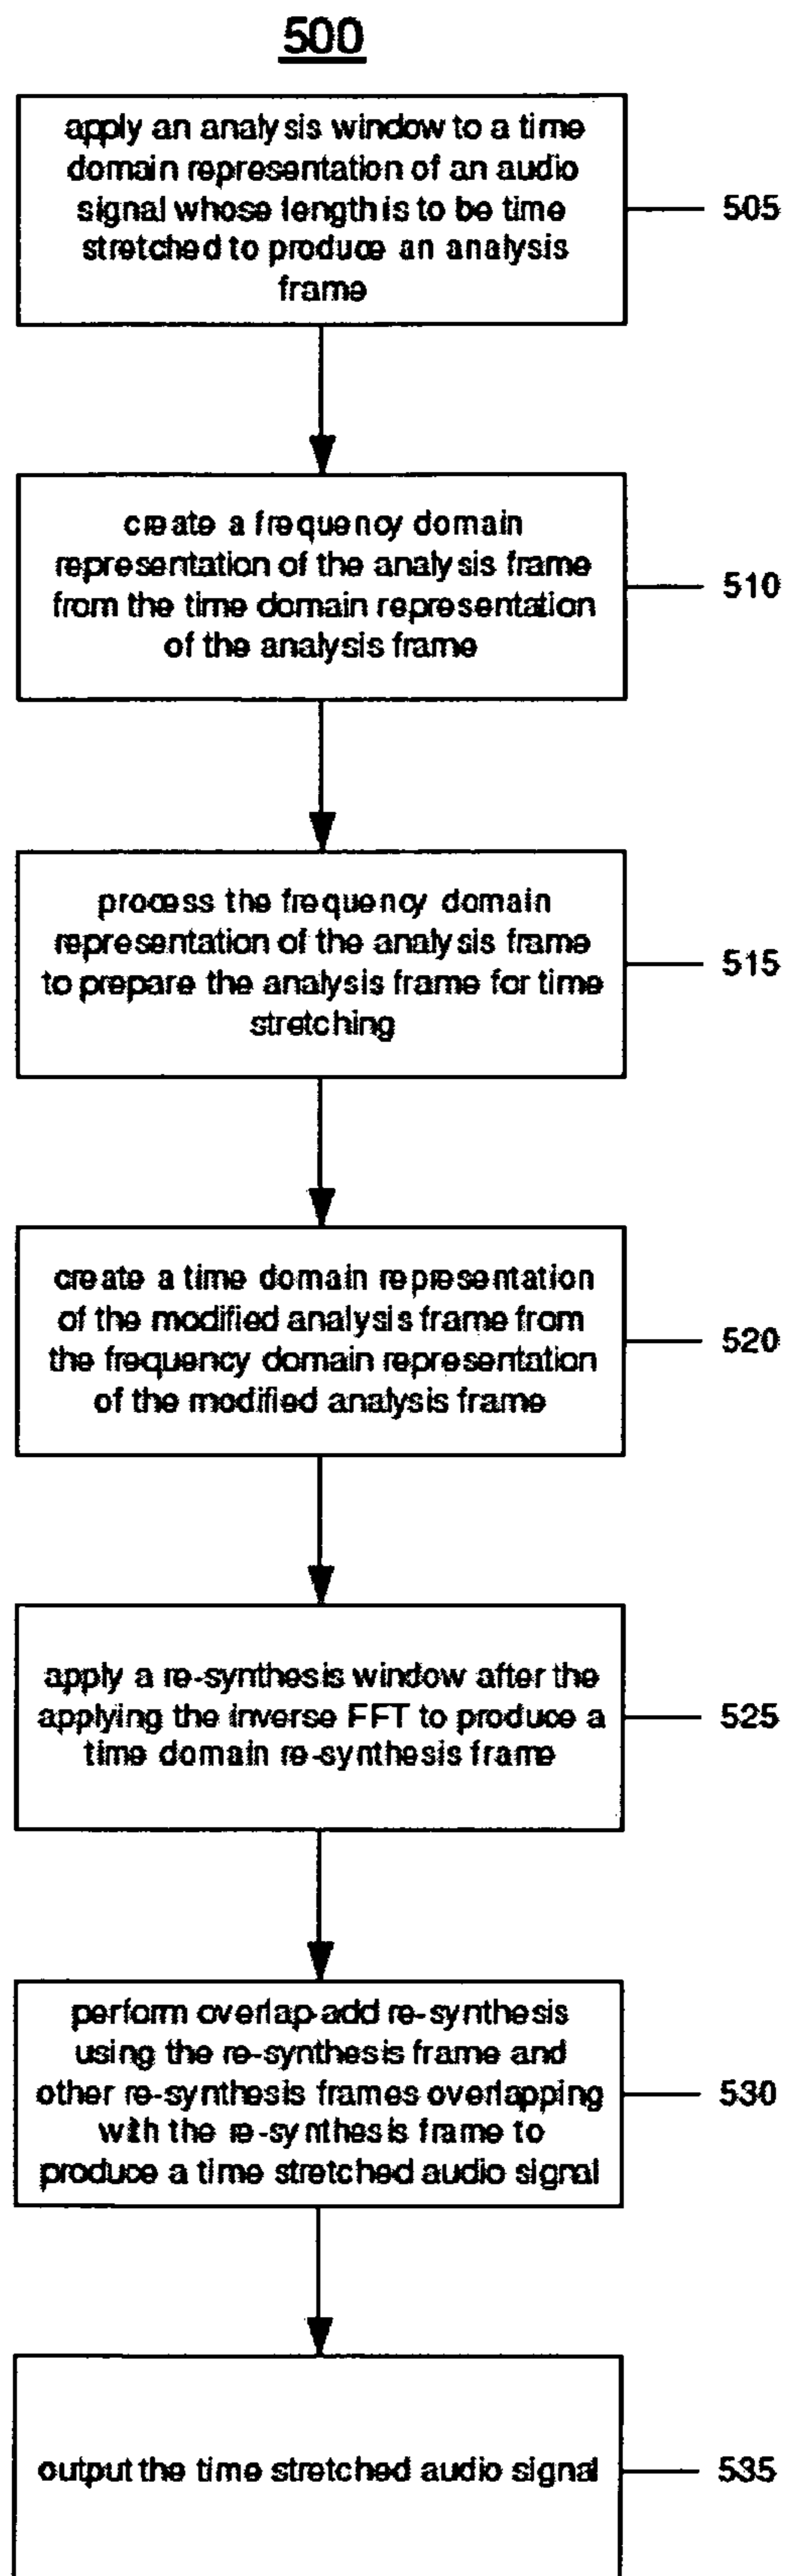 500
apply an analysis window to a time
domain representation of an audio
signal whose length is to be time
stretched to produce an analysis
frame
505
create a frequency domain
representation of the analysis frame
from the time domain representation
of the analysis frame
510
process the frequency domain
representation of the analysis frame
to prepare the analysis frame for time
stretching
515
create a time domain representation
of the modified analysis frame from
the frequency domain representation
of the modified analysis frame
520
apply a re-synthesis window after the
applying the inverse FFT to produce a
time domain re-synthesis frame
525
perform overlap-add re-synthesis
using the re-synthesis frame and
other re-synthesis frames overlapping
with the re-synthesis frame to
produce a time stretched audio signal
530
output the time stretched audio signal
535